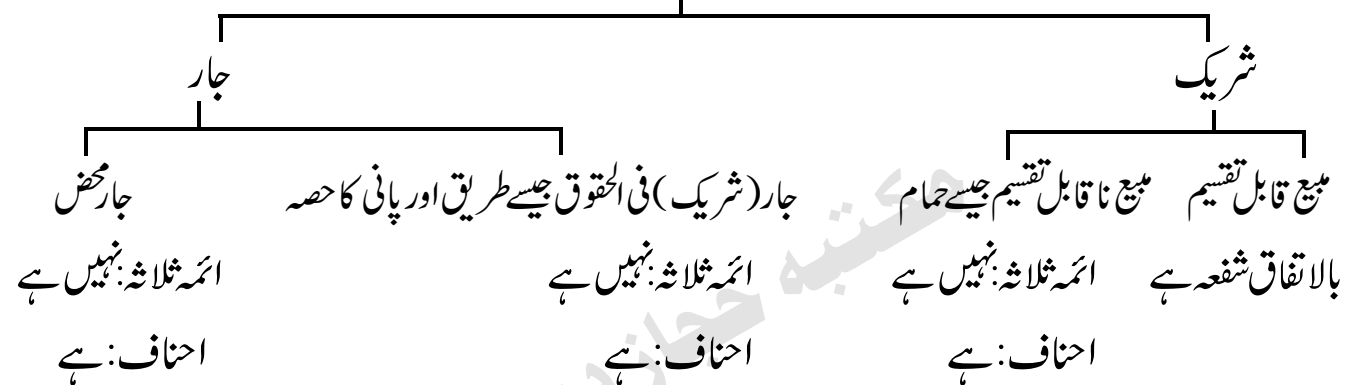 شریک جار
مبیع قابل تقسیم مبیع نا قابل تقسیم جیسے حمام جار (شریک) فی الحقوق جیسے طریق اور پانی کا حصہ جار محض
بالاتفاق شفعہ ہے ائمہ ثلاثہ: نہیں ہے ائمہ ثلاثہ: نہیں ہے ائمہ ثلاثہ: نہیں ہے
احناف: ہے احناف: ہے احناف: ہے
مکتبہ حجاز